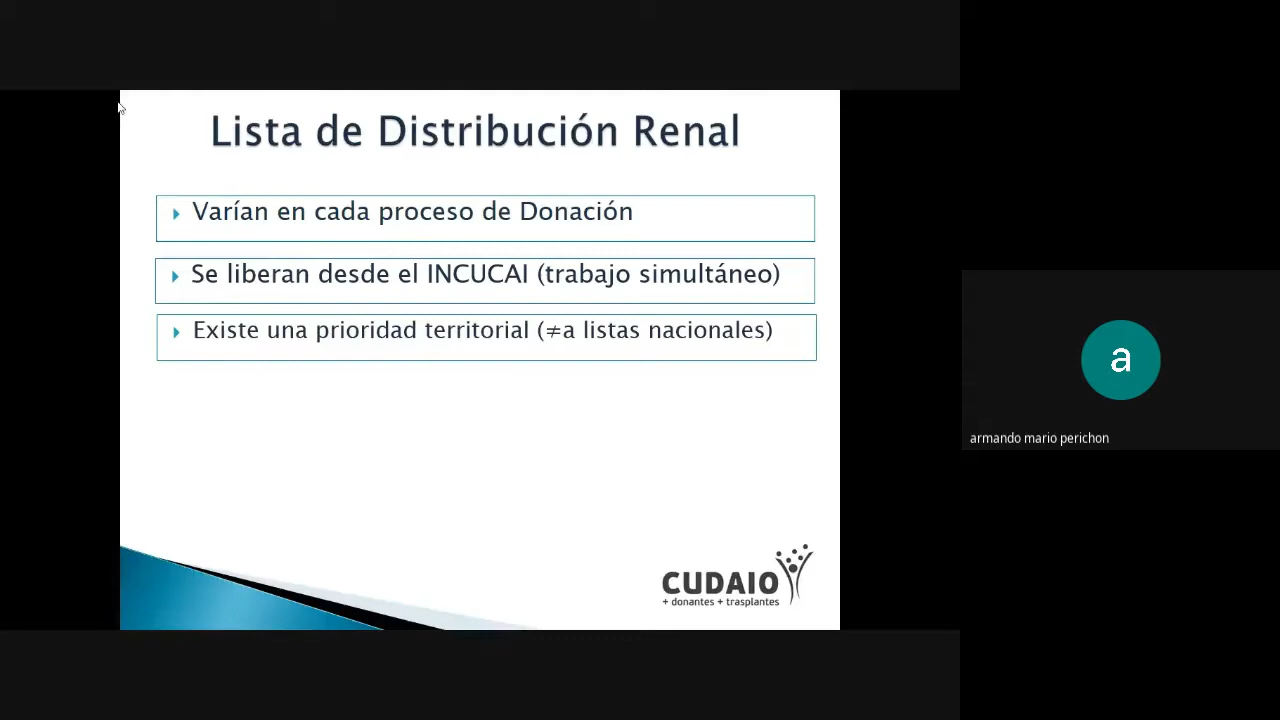 Lista de Distribución Renal
Varían en cada proceso de Donación
Se liberan desde el INCUCAI (trabajo simultáneo)
Existe una prioridad territorial (≠a listas nacionales)
CUDAIO
+ donantes + trasplantes
a
armando mario perichon